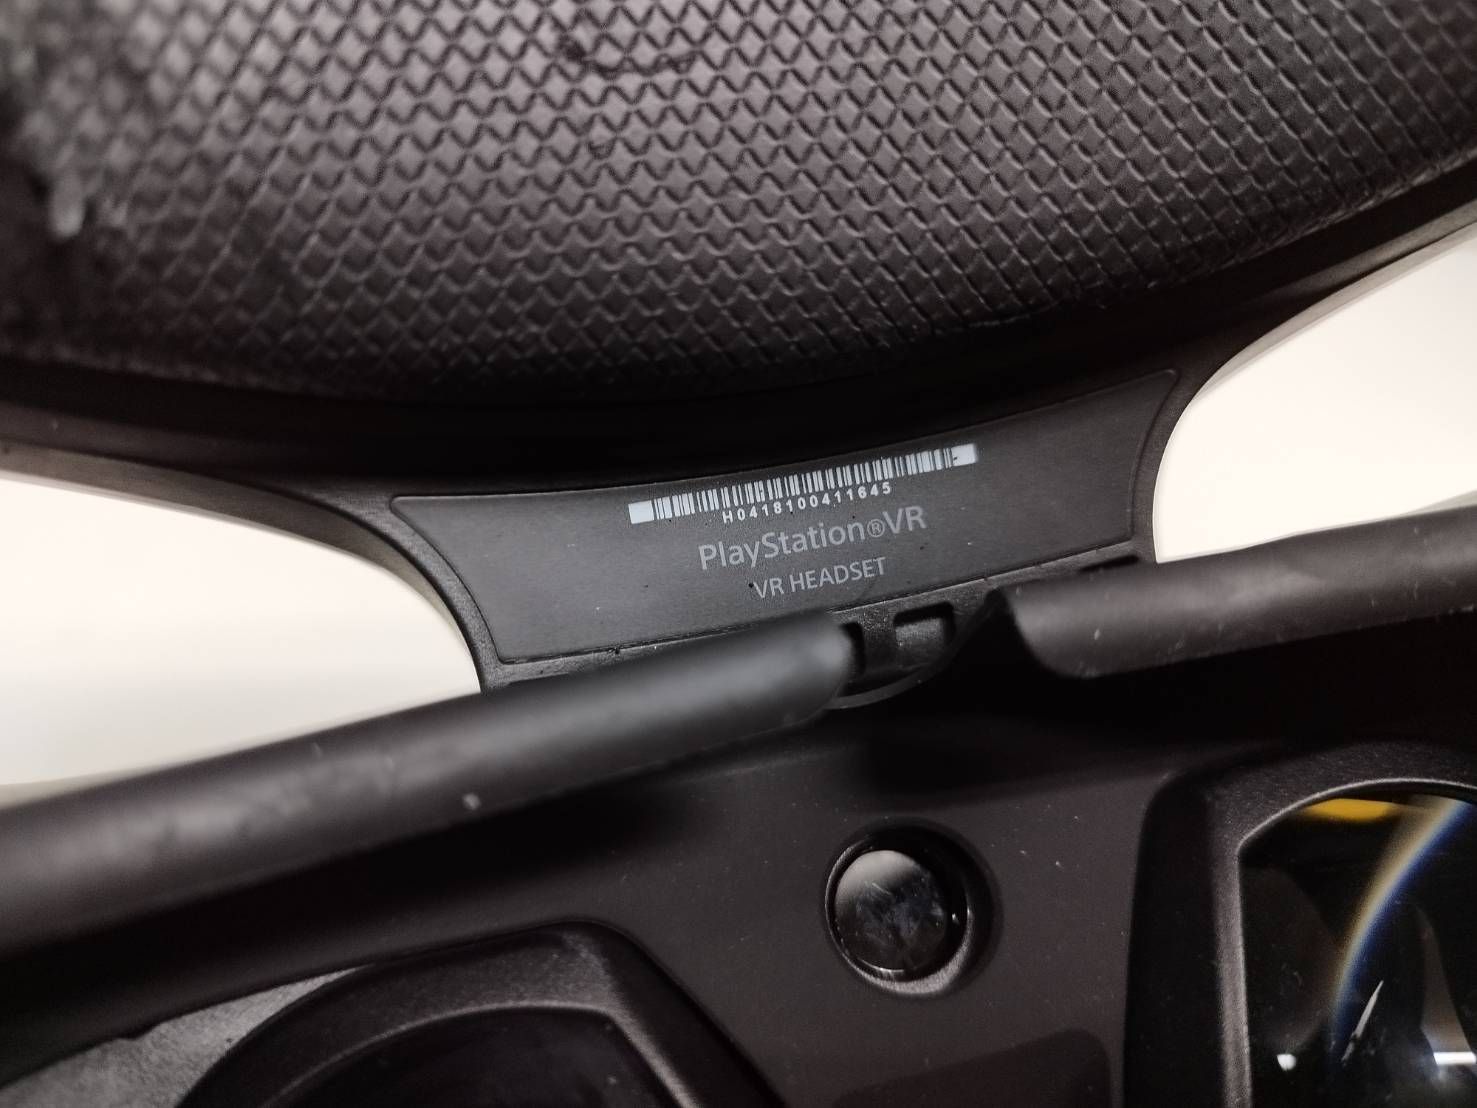 H0418100411645
PlayStation®VR
VR HEADSET